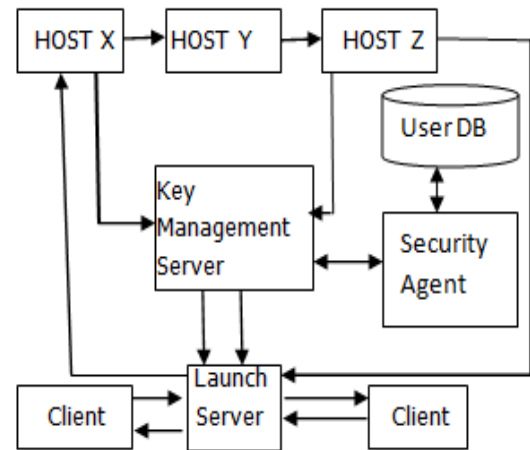 HOST X
HOST Y
HOST Z
User DB
Key
Management
Server
Security
Agent
Launch
Server
Client
Client